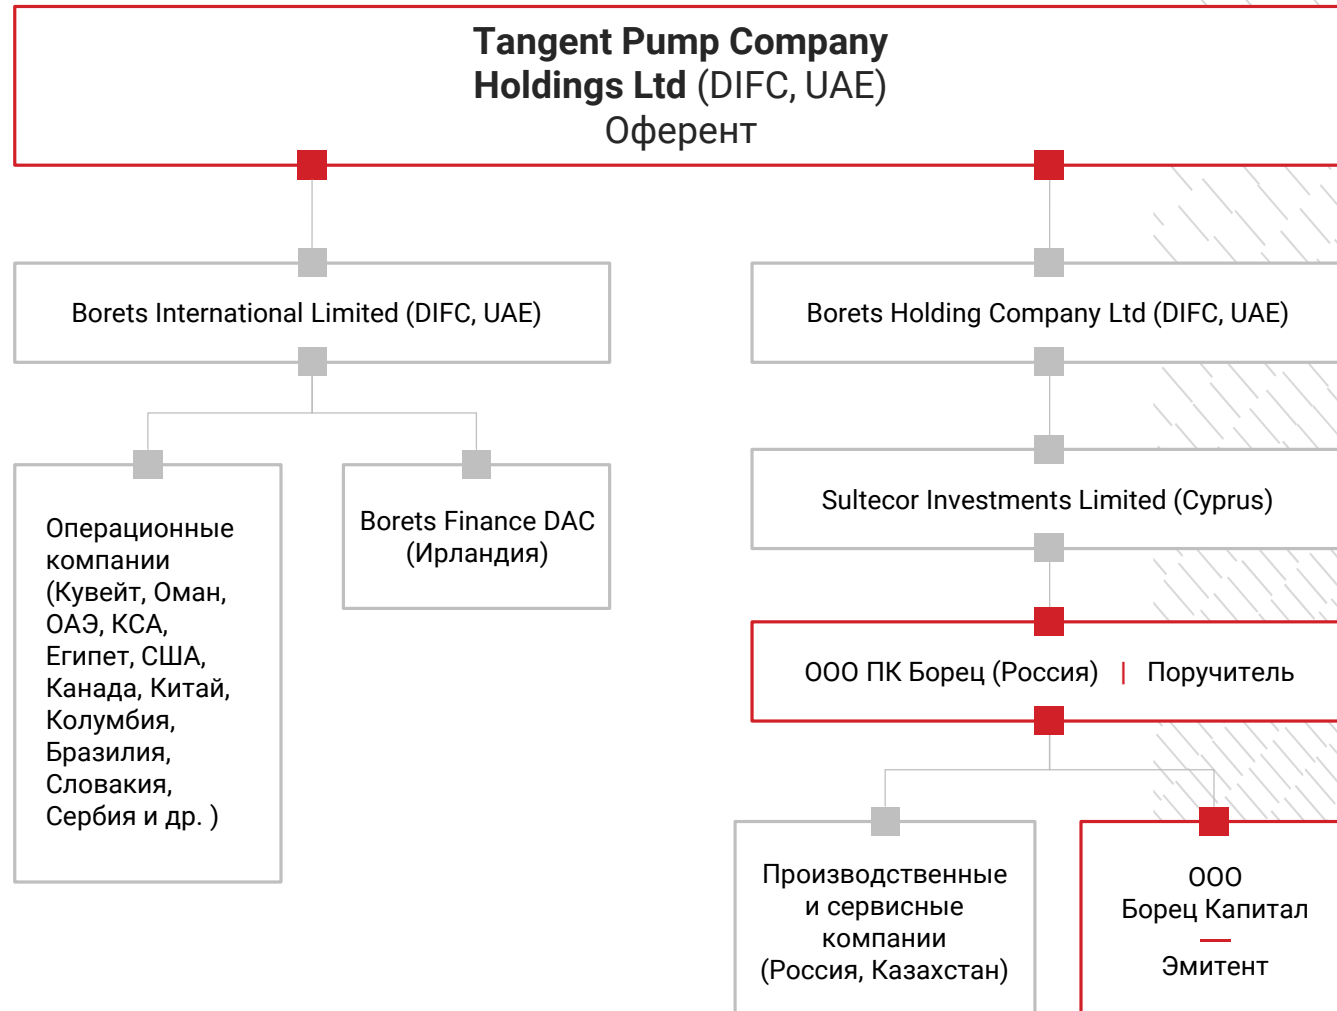 Tangent Pump Company
Holdings Ltd (DIFC, UAE)
Оферент
Borets International Limited (DIFC, UAE)
Borets Holding Company Ltd (DIFC, UAE)
Операционные
компании
(Кувейт, Оман,
ОАЭ, КСА,
Египет, США,
Канада, Китай,
Колумбия,
Бразилия,
Словакия,
Сербия и др. )
Borets Finance DAC
(Ирландия)
Sultecor Investments Limited (Cyprus)
ООО ПК Борец (Россия) | Поручитель
Производственные
и сервисные
компании
(Россия, Казахстан)
ООО
Борец Капитал
—
Эмитент